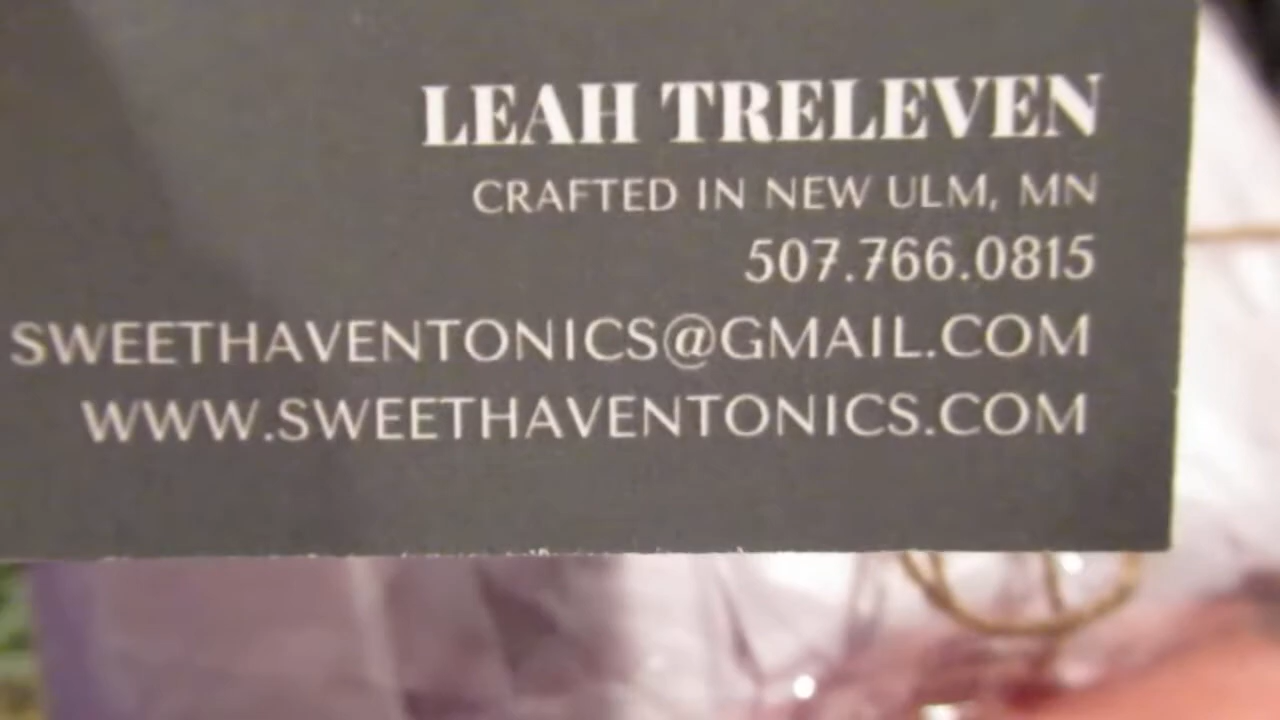 LEAH TRELEVEN
CRAFTED IN NEW ULM, MN
507.766.0815
SWEETHAVENTONICS@GMAIL.COM
WWW.SWEETHAVENTONICS.COM